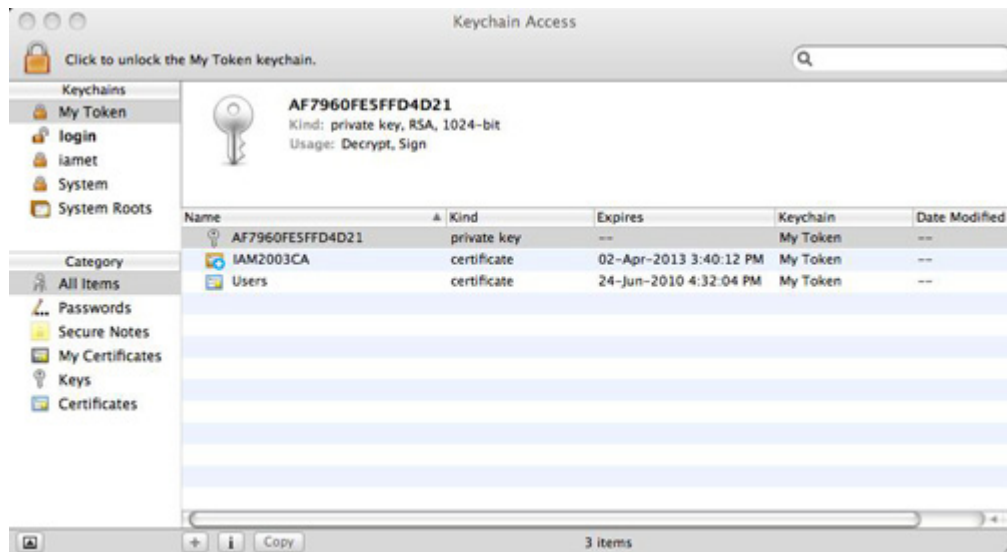 Keychain Access
Click to unlock the My Token keychain.
Keychains
My Token
login
iamet
System
System Roots
Category
All Items
Passwords
Secure Notes
My Certificates
Keys
Certificates
AF7960FE5FFD4D21
Kind: private key, RSA, 1024-bit
Usage: Decrypt, Sign
Name Kind Expires Keychain Date Modified
AF7960FE5FFD4D21 private key -- My Token --
IAM2003CA certificate 02-Apr-2013 3:40:12 PM My Token --
Users certificate 24-Jun-2010 4:32:04 PM My Token --
+ i Copy 3 items